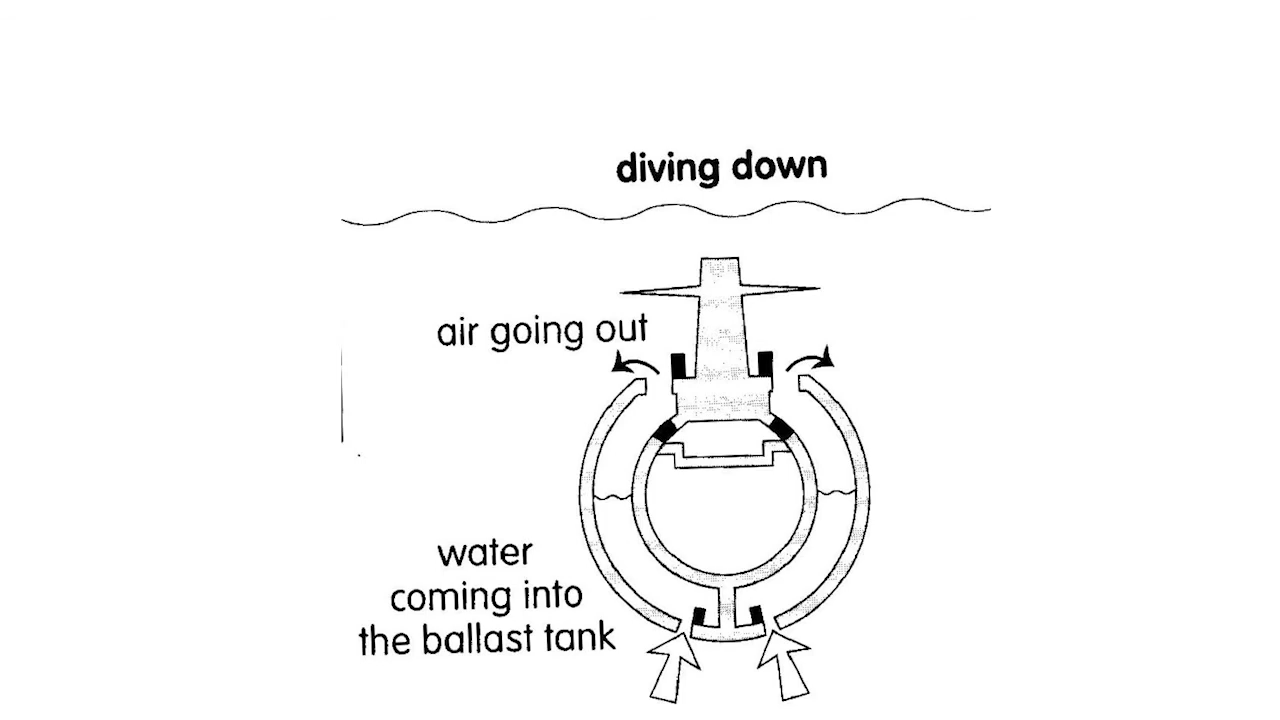 diving down
air going out
water
coming into
the ballast tank